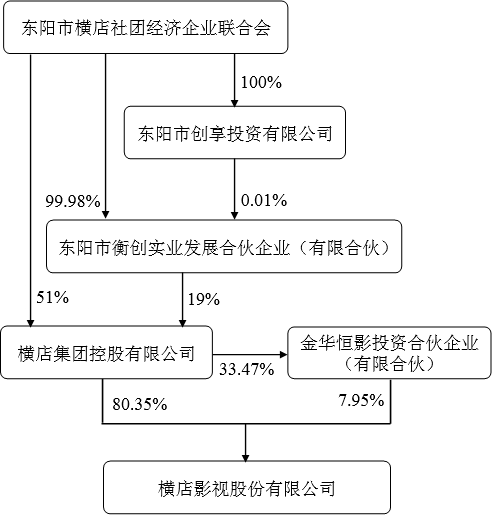 东阳市横店社团经济企业联合会
100%
东阳市创享投资有限公司
99.98%
0.01%
东阳市衡创实业发展合伙企业（有限合伙）
51%
19%
横店集团控股有限公司
33.47%
金华恒影投资合伙企业
（有限合伙）
80.35%
7.95%
横店影视股份有限公司